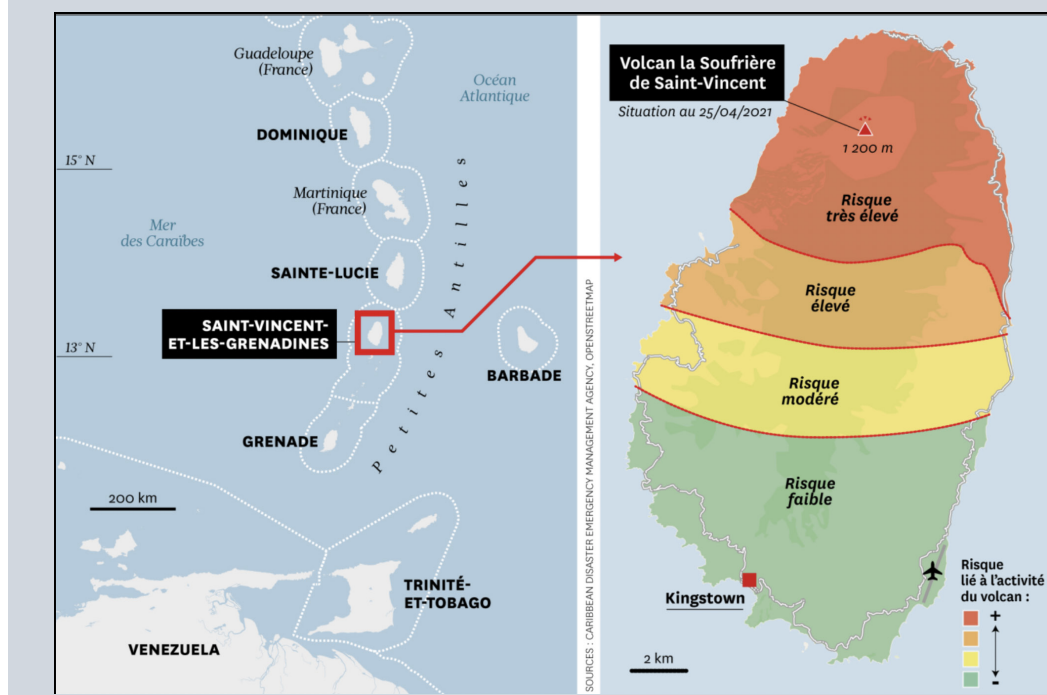 Guadeloupe
(France)
Océan
Atlantique
DOMINIQUE
15° N
Martinique
(France)
Mer
des Caraïbes
SAINTE-LUCIE
SAINT-VINCENT-
ET-LES-GRENADINES
13° N
BARBADE
GRENADE
Petites Antilles
200 km
TRINITÉ-
ET-TOBAGO
VENEZUELA
SOURCES : CARIBBEAN DISASTER EMERGENCY MANAGEMENT AGENCY, OPENSTREETMAP
Volcan la Soufrière
de Saint-Vincent
Situation au 25/04/2021
1 200 m
Risque
très élevé
Risque
élevé
Risque
modéré
Risque
faible
Kingstown
2 km
Risque
lié à l'activité
du volcan :
+
-